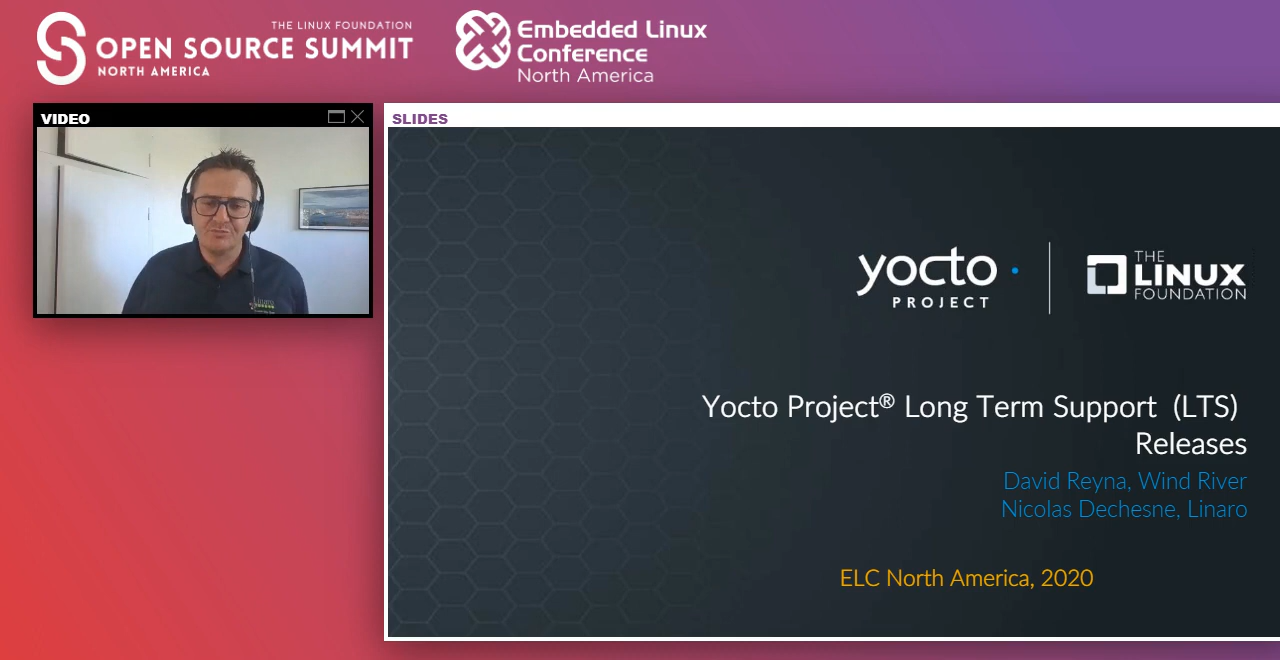 THE LINUX FOUNDATION
OPEN SOURCE SUMMIT
NORTH AMERICA
Embedded Linux
Conference
North America
VIDEO
SLIDES
Linaro
yocto
PROJECT
THE
LINUX
FOUNDATION
Yocto Project® Long Term Support (LTS)
Releases
David Reyna, Wind River
Nicolas Dechesne, Linaro
ELC North America, 2020